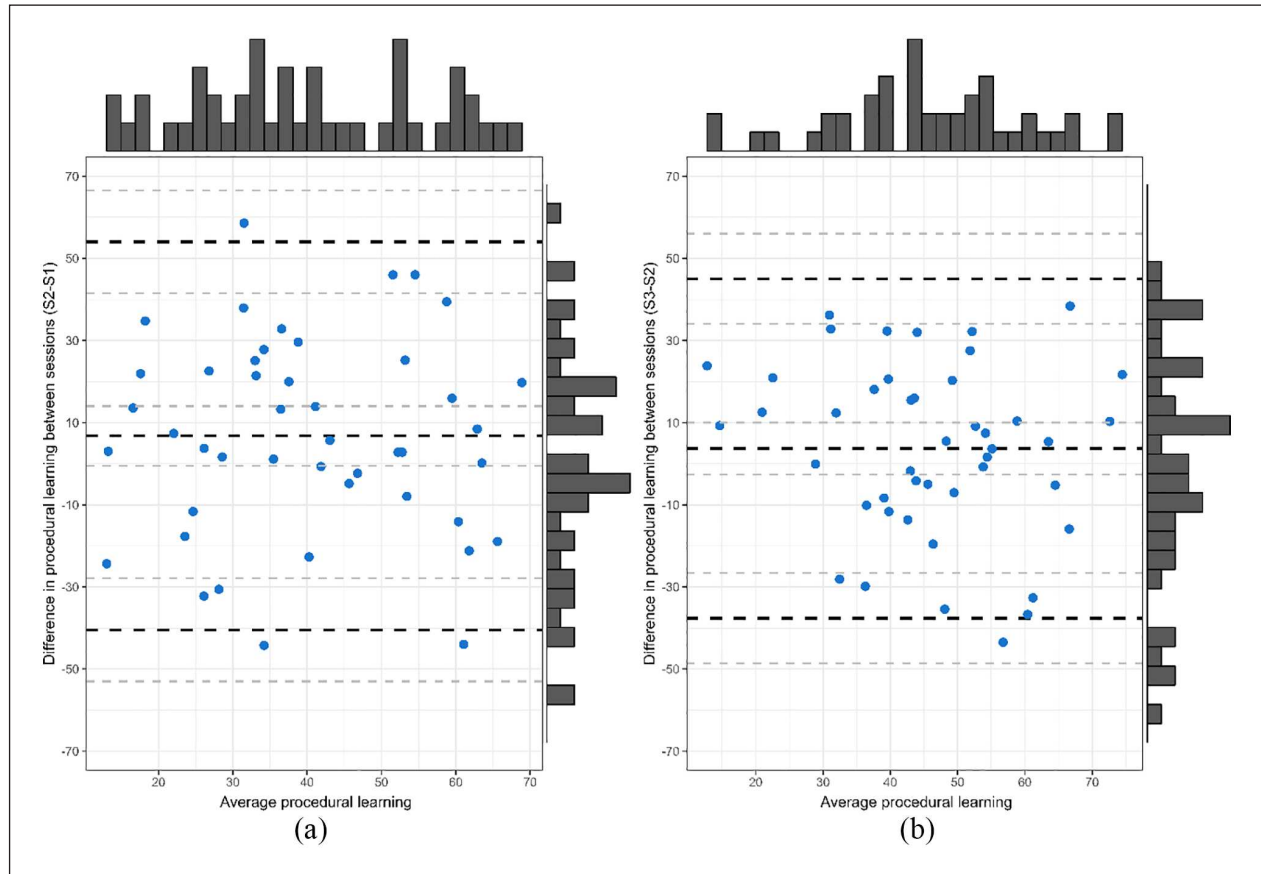 70
50
30
10
-10
-30
-50
-70
Difference in procedural learning between sessions (S2-S1)
20 30 40 50 60 70
Average procedural learning
(a)
70
50
30
10
-10
-30
-50
-70
Difference in procedural learning between sessions (S3-S2)
20 30 40 50 60 70
Average procedural learning
(b)